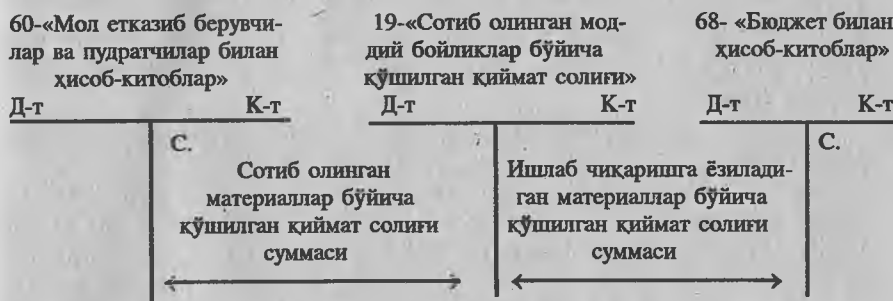 60-«Мол етказиб берувчи-
лар ва пудратчилар билан
ҳисоб-китоблар»
Д-т К-т
19-«Сотиб олинган мод-
дий бойликлар бўйича
қўшилган қиймат солиғи»
Д-т К-т
68- «Бюджет билан
ҳисоб-китоблар»
Д-т К-т
С.
Сотиб олинган
материаллар бўйича
қўшилган қиймат солиғи
суммаси
Ишлаб чиқаришга ёзилади-
ган материаллар бўйича
қўшилган қиймат солиғи
суммаси
С.